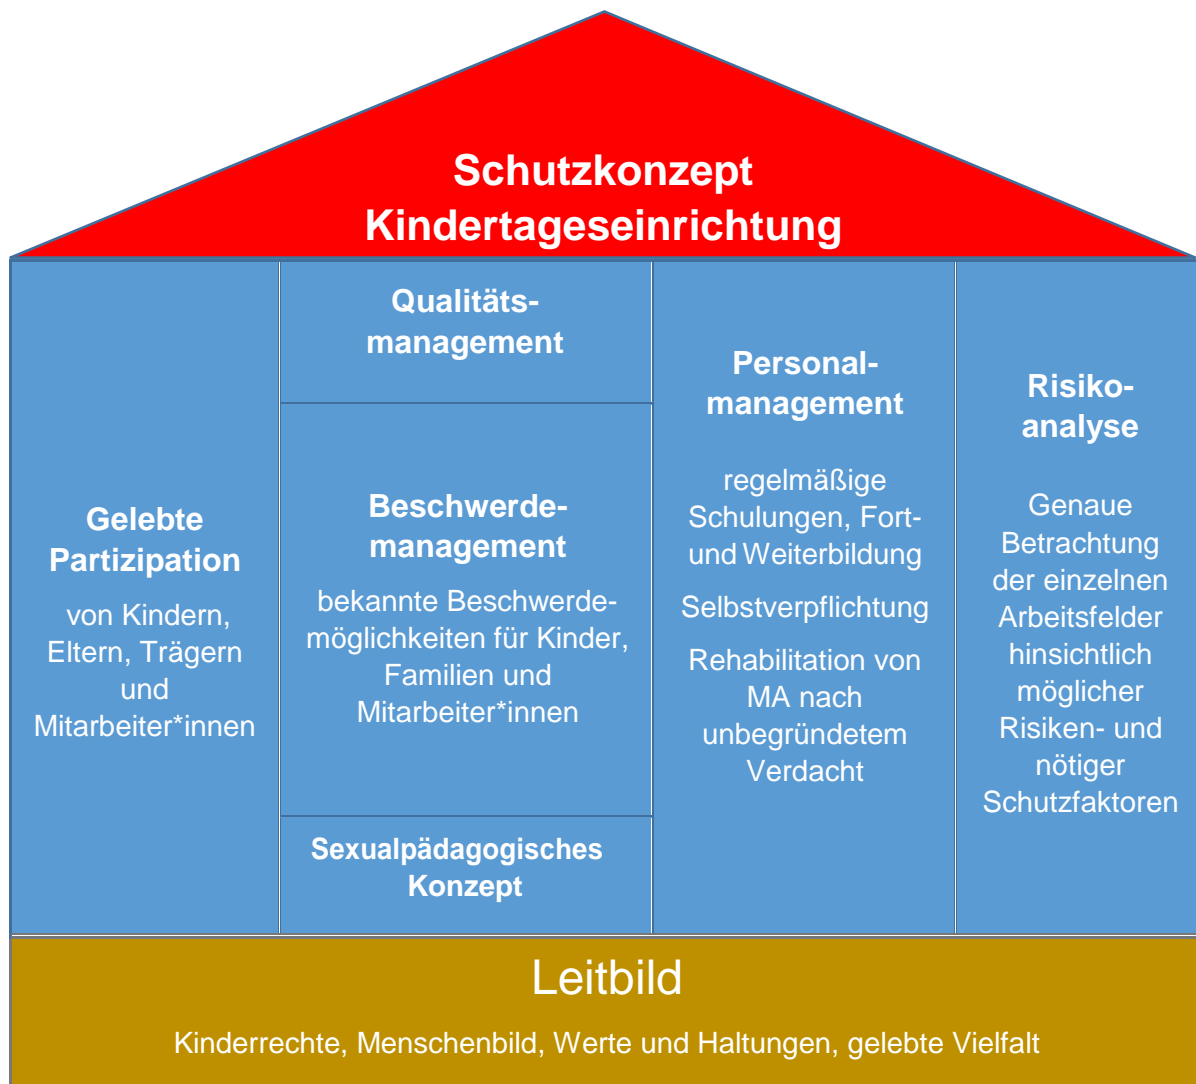 Schutzkonzept
Kindertageseinrichtung
Gelebte
Partizipation
von Kindern,
Eltern, Trägern
und
Mitarbeiter*innen
Qualitäts-
management
Beschwerde-
management
bekannte Beschwerde-
möglichkeiten für Kinder,
Familien und
Mitarbeiter*innen
Sexualpädagogisches
Konzept
Personal-
management
regelmäßige
Schulungen, Fort-
und Weiterbildung
Selbstverpflichtung
Rehabilitation von
MA nach
unbegründetem
Verdacht
Risiko-
analyse
Genaue
Betrachtung
der einzelnen
Arbeitsfelder
hinsichtlich
möglicher
Risiken- und
nötiger
Schutzfaktoren
Leitbild
Kinderrechte, Menschenbild, Werte und Haltungen, gelebte Vielfalt